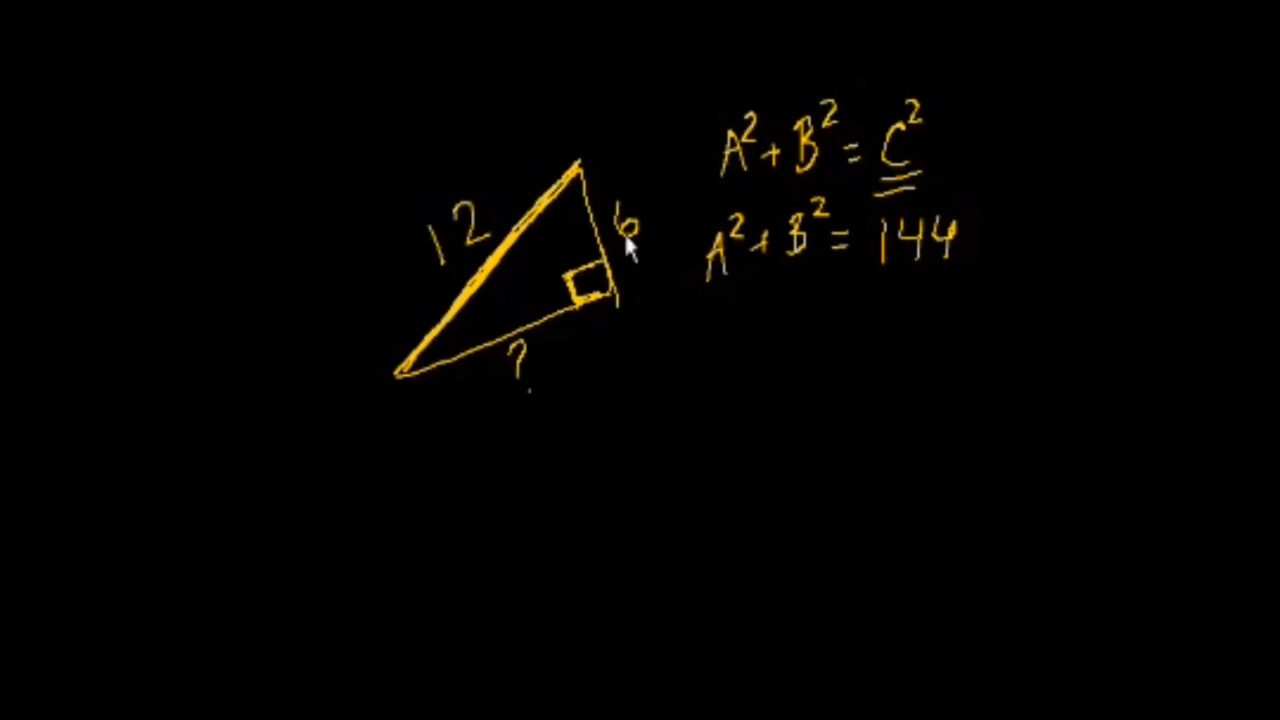 A² + B² = C²
12
6
A² + B² = 144
?